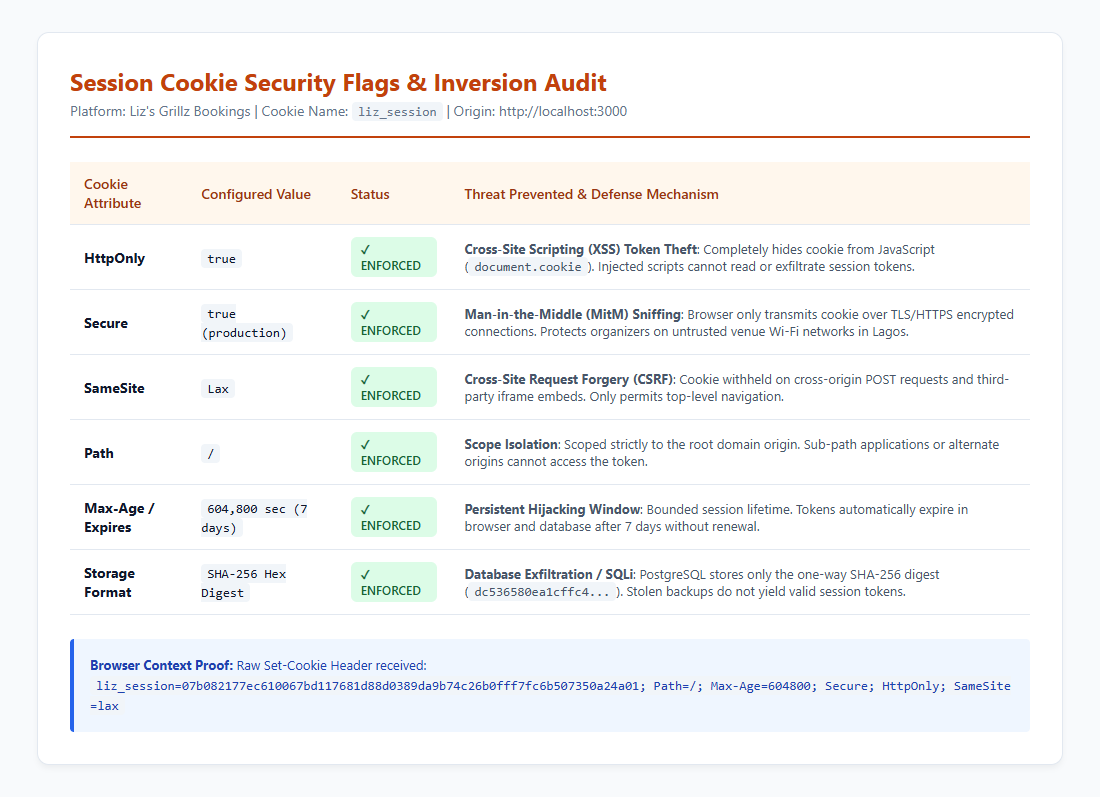 Session Cookie Security Flags & Inversion Audit
Platform: Liz's Grillz Bookings | Cookie Name: liz_session | Origin: http://localhost:3000
Cookie
Attribute
Configured Value
Status
Threat Prevented & Defense Mechanism
HttpOnly
true
✓
ENFORCED
Cross-Site Scripting (XSS) Token Theft: Completely hides cookie from JavaScript
( document.cookie ). Injected scripts cannot read or exfiltrate session tokens.
Secure
true
(production)
✓
ENFORCED
Man-in-the-Middle (MitM) Sniffing: Browser only transmits cookie over TLS/HTTPS encrypted
connections. Protects organizers on untrusted venue Wi-Fi networks in Lagos.
SameSite
Lax
✓
ENFORCED
Cross-Site Request Forgery (CSRF): Cookie withheld on cross-origin POST requests and third-
party iframe embeds. Only permits top-level navigation.
Path
/
✓
ENFORCED
Scope Isolation: Scoped strictly to the root domain origin. Sub-path applications or alternate
origins cannot access the token.
Max-Age /
Expires
604,800 sec (7
days)
✓
ENFORCED
Persistent Hijacking Window: Bounded session lifetime. Tokens automatically expire in
browser and database after 7 days without renewal.
Storage
Format
SHA-256 Hex
Digest
✓
ENFORCED
Database Exfiltration / SQLi: PostgreSQL stores only the one-way SHA-256 digest
( dc536580ea1cffc4... ). Stolen backups do not yield valid session tokens.
Browser Context Proof: Raw Set-Cookie Header received:
liz_session=07b082177ec610067bd117681d88d0389da9b74c26b0fff7fc6b507350a24a01; Path=/; Max-Age=604800; Secure; HttpOnly; SameSite
=lax